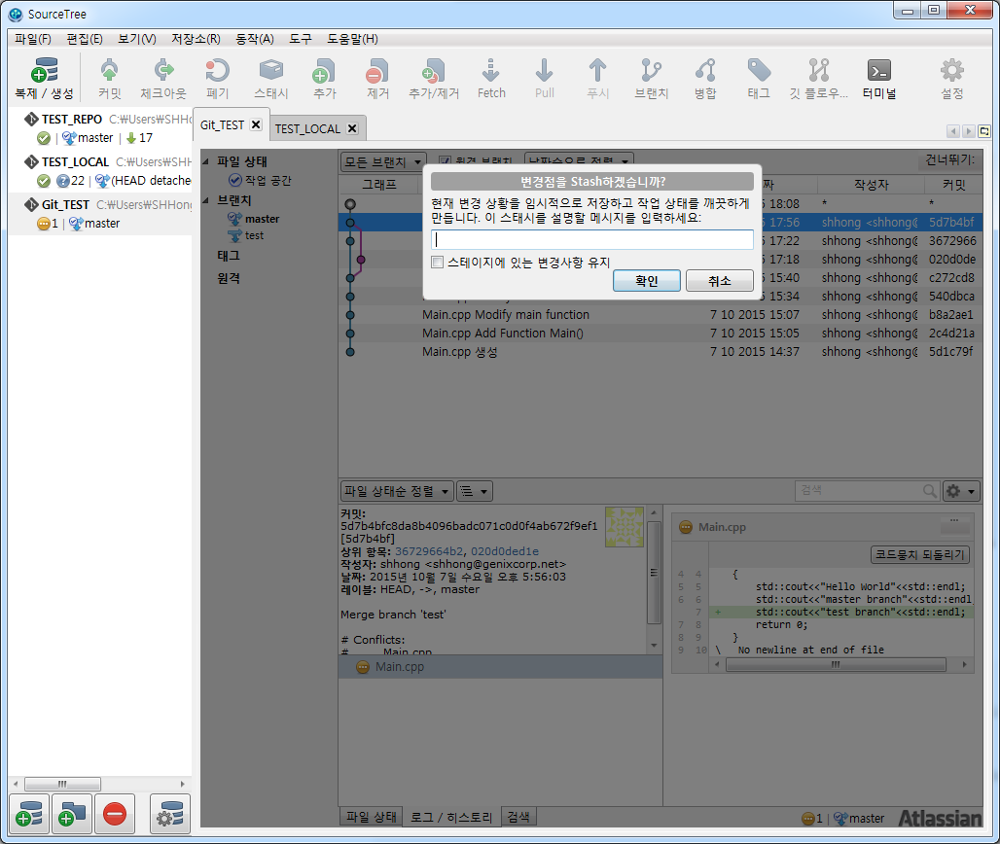 SourceTree
파일(F) 편집(E) 보기(V) 저장소(R) 동작(A) 도구 도움말(H)
복제 / 생성 커밋 체크아웃 폐기 스태시 추가 제거 추가/제거 Fetch Pull 푸시 브랜치 병합 태그 깃 플로우... 터미널 설정
TEST_REPO C:₩Users₩SHHo
master 17
TEST_LOCAL C:₩Users₩SHH
22 (HEAD detache
Git_TEST C:₩Users₩SHHong
1 master
Git_TEST
TEST_LOCAL
파일 상태
작업 공간
브랜치
master
test
태그
원격
모든 브랜치 원격 브랜치 날짜순으로 정렬 건너뛰기:
그래프 짜 작성자 커밋
변경점을 Stash하겠습니까?
현재 변경 상황을 임시적으로 저장하고 작업 상태를 깨끗하게
만듭니다. 이 스태시를 설명할 메시지를 입력하세요:
스테이지에 있는 변경사항 유지
확인 취소
5 18:08 * *
5 17:56 shhong <shhong@ 5d7b4bf
5 17:22 shhong <shhong@ 3672966
5 17:18 shhong <shhong@ 020d0de
5 15:40 shhong <shhong@ c272cd8
5 15:34 shhong <shhong@ 540dbca
Main.cpp Modify main function 7 10 2015 15:07 shhong <shhong@ b8a2ae1
Main.cpp Add Function Main() 7 10 2015 15:05 shhong <shhong@ 2c4d21a
Main.cpp 생성 7 10 2015 14:37 shhong <shhong@ 5d1c79f
파일 상태순 정렬 검색
커밋:
5d7b4bfc8da8b4096badc071c0d0f4ab672f9ef1
[5d7b4bf]
상위 항목: 36729664b2, 020d0ded1e
작성자: shhong <shhong@genixcorp.net>
날짜: 2015년 10월 7일 수요일 오후 5:56:03
레이블: HEAD, ->, master
Merge branch 'test'
# Conflicts:
# Main.cpp
Main.cpp
Main.cpp
코드뭉치 되돌리기
4 4 {
5 5 std::cout<<"Hello World"<<std::endl;
6 6 std::cout<<"master branch"<<std::endl
7 + std::cout<<"test branch"<<std::endl;
7 8 return 0;
8 9 }
9 10 \ No newline at end of file
파일 상태 로그 / 히스토리 검색
1 master Atlassian